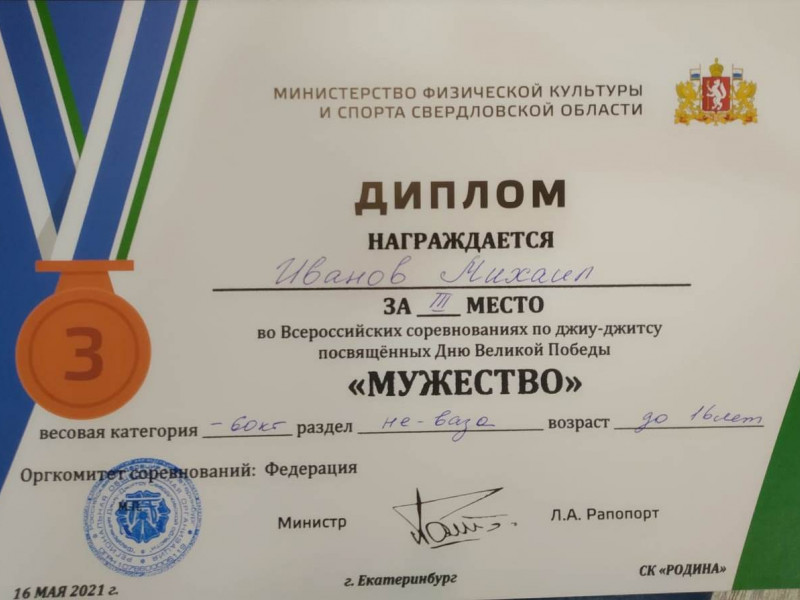 МИНИСТЕРСТВО ФИЗИЧЕСКОЙ КУЛЬТУРЫ
И СПОРТА СВЕРДЛОВСКОЙ ОБЛАСТИ
ДИПЛОМ
НАГРАЖДАЕТСЯ
Иванов Михаил
ЗА III МЕСТО
во Всероссийских соревнованиях по джиу-джитсу
посвящённых Дню Великой Победы
«МУЖЕСТВО»
3
весовая категория -60кг раздел не-ваза возраст до 16 лет
Оргкомитет соревнований: Федерация
М.П.
Министр Л.А. Рапопорт
16 МАЯ 2021 г. г. Екатеринбург СК «РОДИНА»